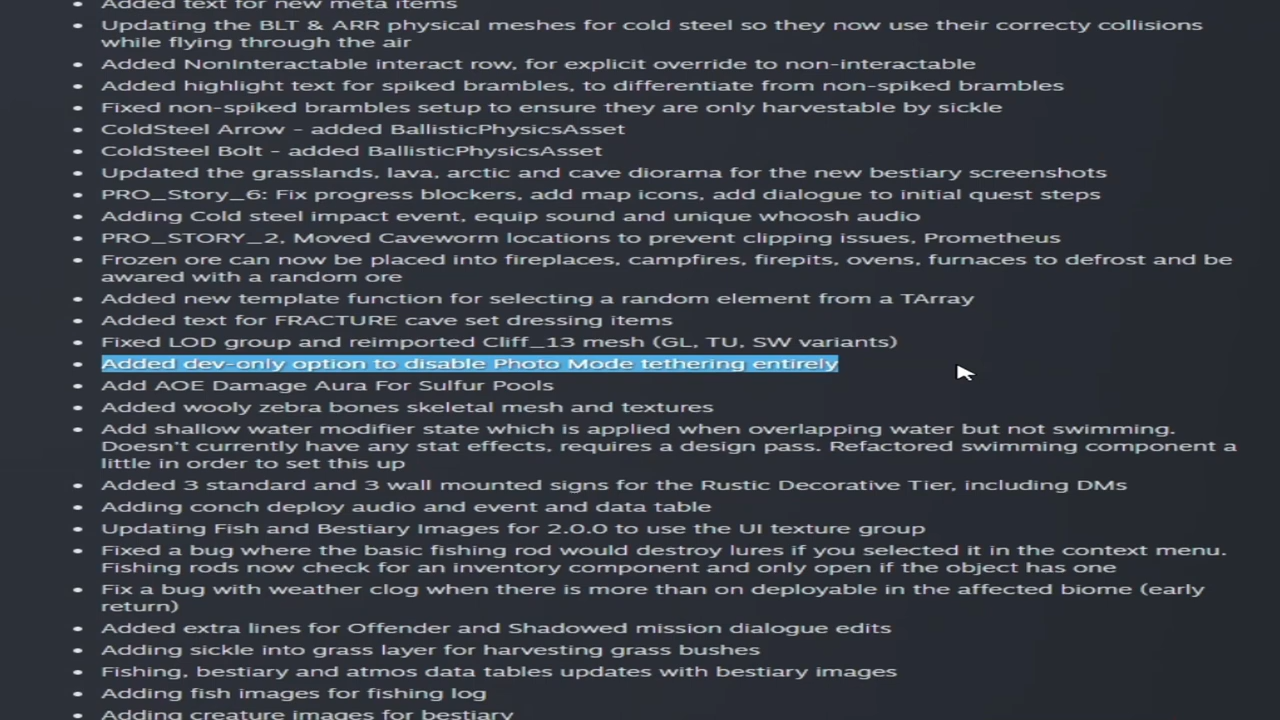 Added text for new meta items
Updating the BLT & ARR physical meshes for cold steel so they now use their correcty collisions
while flying through the air
Added NonInteractable interact row, for explicit override to non-interactable
Added highlight text for spiked brambles, to differentiate from non-spiked brambles
Fixed non-spiked brambles setup to ensure they are only harvestable by sickle
ColdSteel Arrow - added BallisticPhysicsAsset
ColdSteel Bolt - added BallisticPhysicsAsset
Updated the grasslands, lava, arctic and cave diorama for the new bestiary screenshots
PRO_Story_6: Fix progress blockers, add map icons, add dialogue to initial quest steps
Adding Cold steel impact event, equip sound and unique whoosh audio
PRO_STORY_2, Moved Caveworm locations to prevent clipping issues, Prometheus
Frozen ore can now be placed into fireplaces, campfires, firepits, ovens, furnaces to defrost and be
awared with a random ore
Added new template function for selecting a random element from a TArray
Added text for FRACTURE cave set dressing items
Fixed LOD group and reimported Cliff_13 mesh (GL, TU, SW variants)
Added dev-only option to disable Photo Mode tethering entirely
Add AOE Damage Aura For Sulfur Pools
Added wooly zebra bones skeletal mesh and textures
Add shallow water modifier state which is applied when overlapping water but not swimming.
Doesn't currently have any stat effects, requires a design pass. Refactored swimming component a
little in order to set this up
Added 3 standard and 3 wall mounted signs for the Rustic Decorative Tier, including DMs
Adding conch deploy audio and event and data table
Updating Fish and Bestiary Images for 2.0.0 to use the UI texture group
Fixed a bug where the basic fishing rod would destroy lures if you selected it in the context menu.
Fishing rods now check for an inventory component and only open if the object has one
Fix a bug with weather clog when there is more than on deployable in the affected biome (early
return)
Added extra lines for Offender and Shadowed mission dialogue edits
Adding sickle into grass layer for harvesting grass bushes
Fishing, bestiary and atmos data tables updates with bestiary images
Adding fish images for fishing log
Adding creature images for bestiary